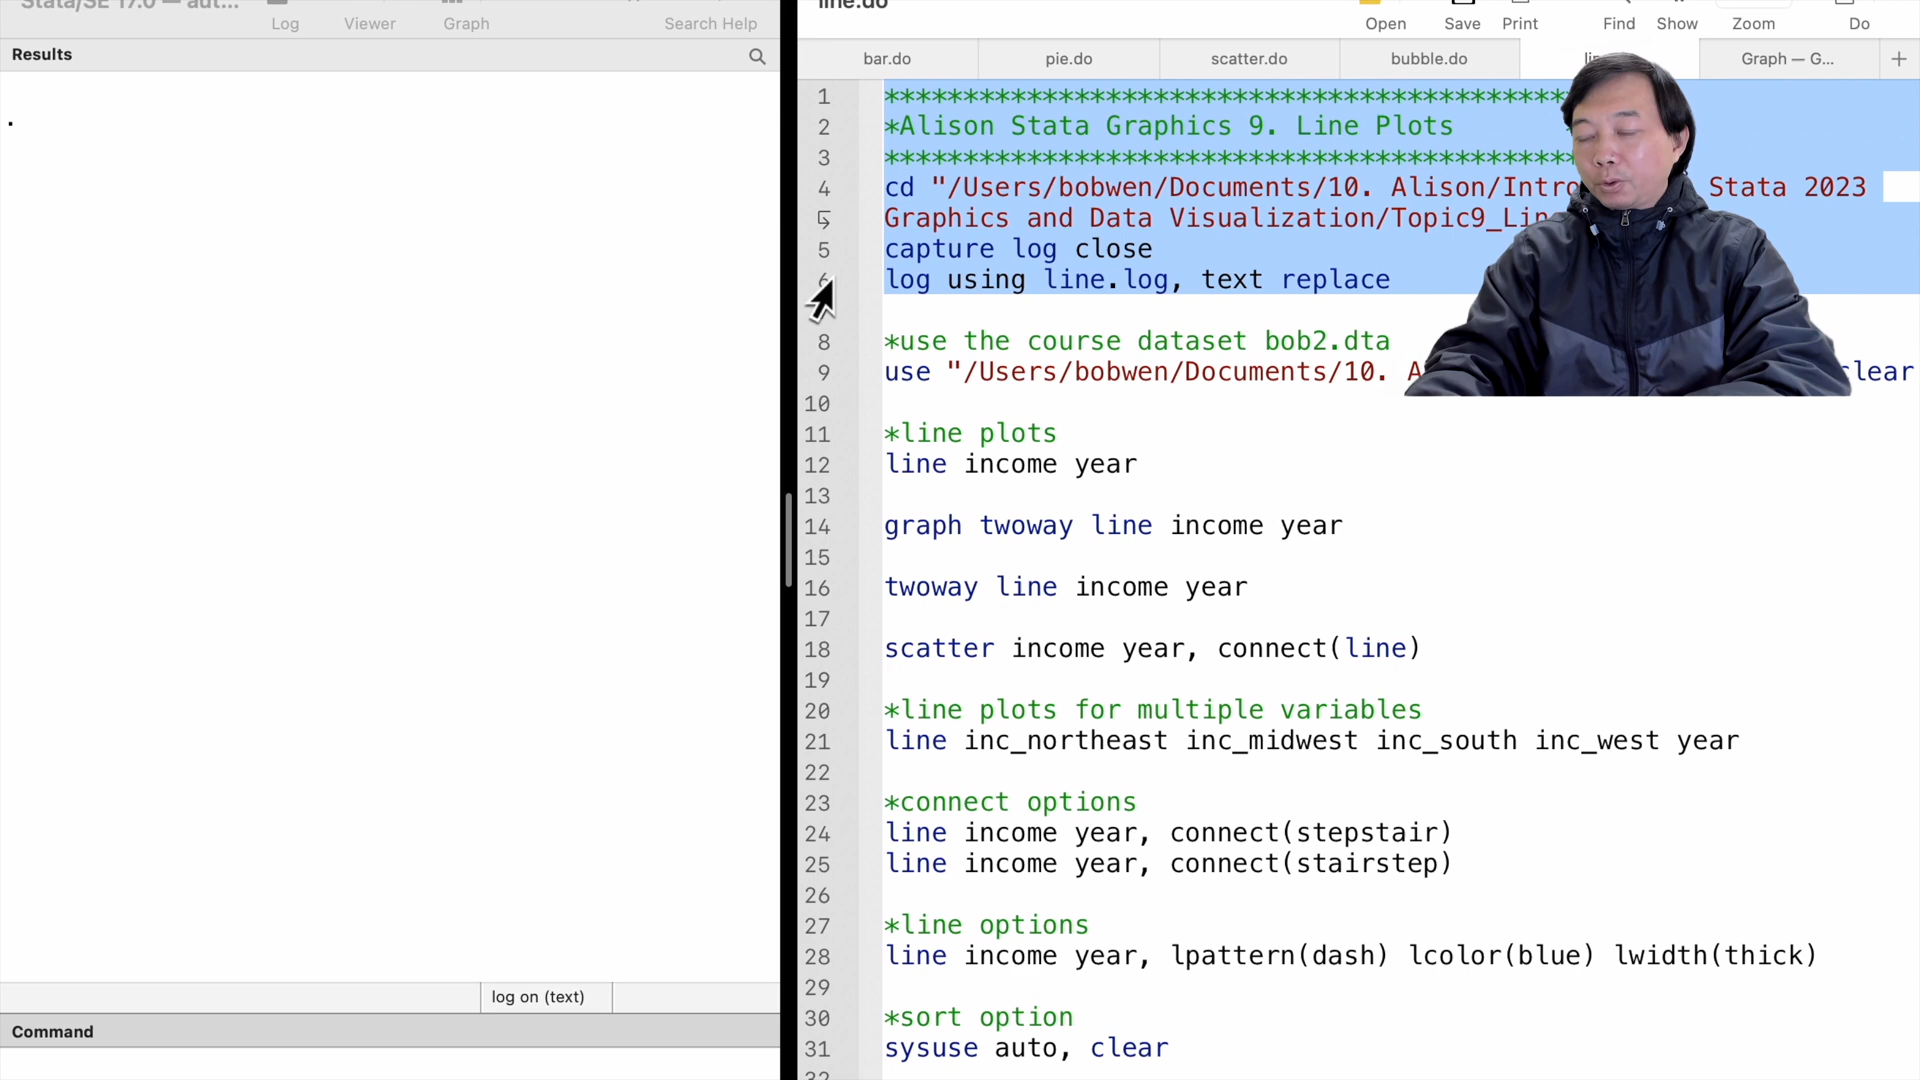 Stata/SE 17.0 — aut...
Log Viewer Graph Search Help
Results
.
log on (text)
Command
line.do
Open Save Print Find Show Zoom Do
bar.do pie.do scatter.do bubble.do Graph — G... +
1 ******************************************
2 *Alison Stata Graphics 9. Line Plots
3 ******************************************
4 cd "/Users/bobwen/Documents/10. Alison/ Stata 2023
Graphics and Data Visualization/
5 capture log close
6 log using line.log, text replace
8 *use the course dataset bob2.dta
9 use "/Users/bobwen/Documents/10. clear
10
11 *line plots
12 line income year
13
14 graph twoway line income year
15
16 twoway line income year
17
18 scatter income year, connect(line)
19
20 *line plots for multiple variables
21 line inc_northeast inc_midwest inc_south inc_west year
22
23 *connect options
24 line income year, connect(stepstair)
25 line income year, connect(stairstep)
26
27 *line options
28 line income year, lpattern(dash) lcolor(blue) lwidth(thick)
29
30 *sort option
31 sysuse auto, clear
32